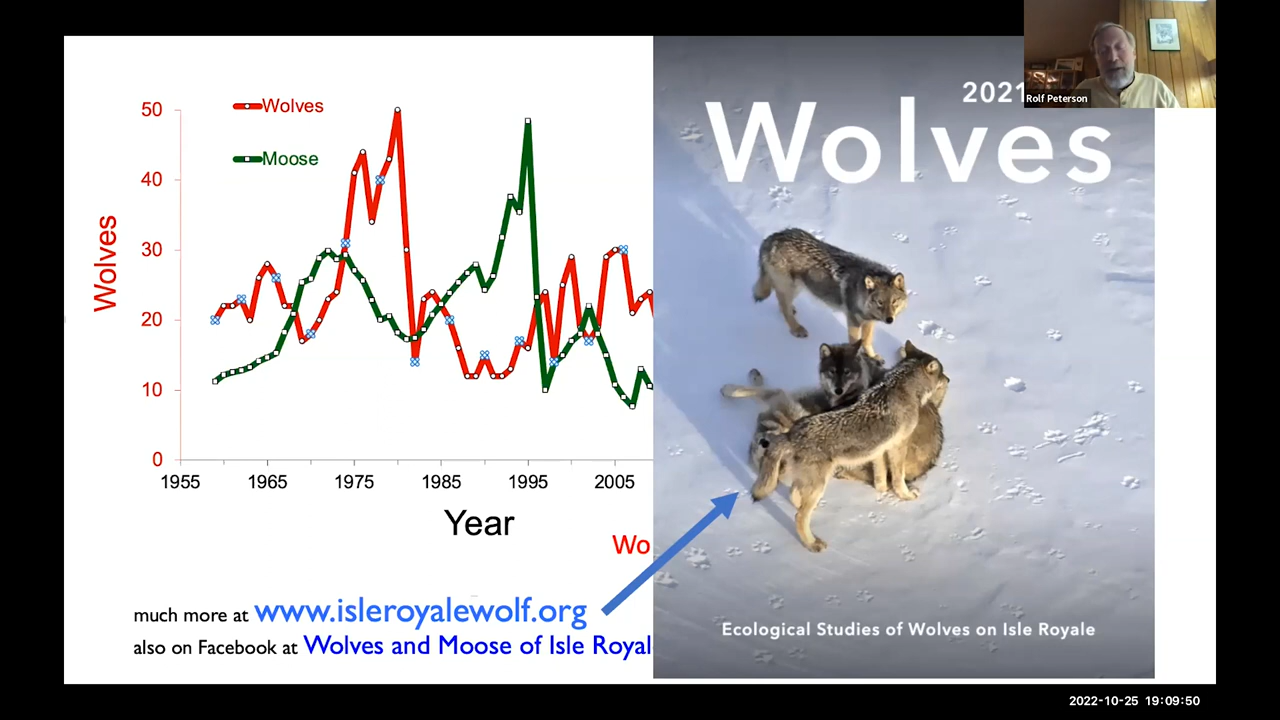 Rolf Peterson
2021
Wolves
Wolves
Moose
50
40
30
20
10
0
Wolves
1955
1965
1975
1985
1995
2005
Year
Wo
much more at www.isleroyalewolf.org
also on Facebook at Wolves and Moose of Isle Royal
Ecological Studies of Wolves on Isle Royale
2022-10-25 19:09:50